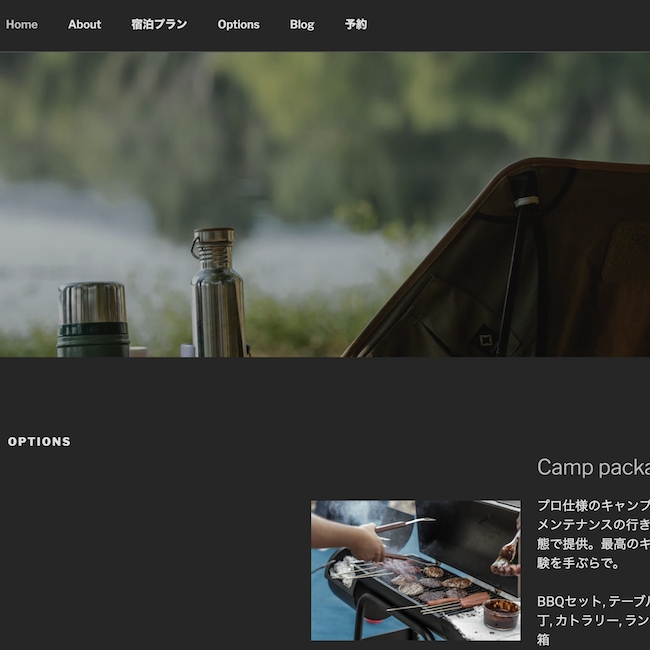 Home About 宿泊プラン Options Blog 予約
OPTIONS
Camp packa
プロ仕様のキャンプ
メンテナンスの行き
態で提供。最高のキ
験を手ぶらで。
BBQセット, テーブル
丁, カトラリー, ラン
箱